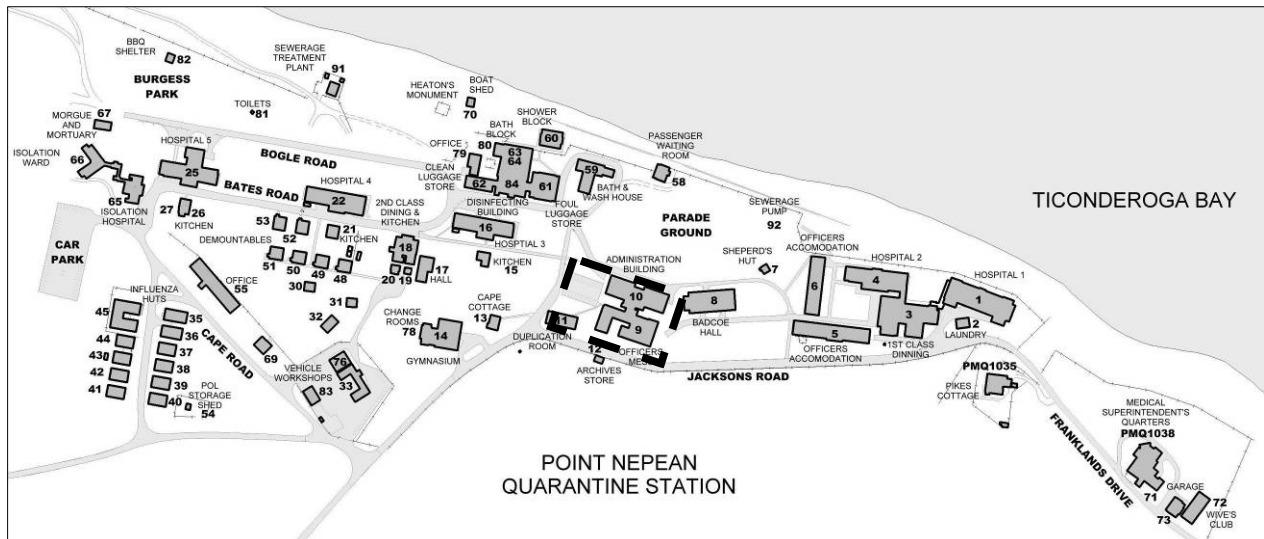 BBQ
SHELTER
82
BURGESS
PARK
SEWERAGE
TREATMENT
PLANT
91
TOILETS
81
HEATON'S
MONUMENT
BOAT
SHED
70
SHOWER
BLOCK
60
BATH
BLOCK
80
63
64
OFFICE
79
CLEAN
LUGGAGE
STORE
62
84
61
59
BATH &
WASH HOUSE
PASSENGER
WAITING
ROOM
58
TICONDEROGA BAY
67
MORGUE
AND
MORTUARY
ISOLATION
WARD
66
65
ISOLATION
HOSPITAL
HOSPITAL 5
25
BOGLE ROAD
BATES ROAD
HOSPITAL 4
22
27
26
KITCHEN
53
52
21
KITCHEN
DEMOUNTABLES
51
50
49
48
2ND CLASS
DINING
& KITCHEN
18
17
HALL
20
19
30
31
32
DISINFECTING
BUILDING
16
HOSPTIAL 3
KITCHEN
15
FOUL
LUGGAGE
STORE
PARADE
GROUND
SEWERAGE
PUMP
92
SHEPERD'S
HUT
7
ADMINISTRATION
BUILDING
10
9
OFFICERS
MESS
8
BADCOE
HALL
OFFICERS
ACCOMODATION
6
HOSPITAL 2
4
HOSPITAL 1
1
3
2
LAUNDRY
5
OFFICERS
ACCOMODATION
1ST CLASS
DINNING
CAR
PARK
OFFICE
55
INFLUENZA
HUTS
45
44
43
42
41
35
36
37
38
39
40
CAPE ROAD
POL
STORAGE
SHED
54
69
VEHICLE
WORKSHOPS
76
33
83
CHANGE
ROOMS
78
14
GYMNASIUM
CAPE
COTTAGE
13
11
DUPLICATION
ROOM
12
ARCHIVES
STORE
JACKSONS ROAD
PMQ1035
PIKES
COTTAGE
FRANKLANDS DRIVE
MEDICAL
SUPERINTENDENT'S
QUARTERS
PMQ1038
71
GARAGE
73
72
WIVE'S
CLUB
POINT NEPEAN
QUARANTINE STATION